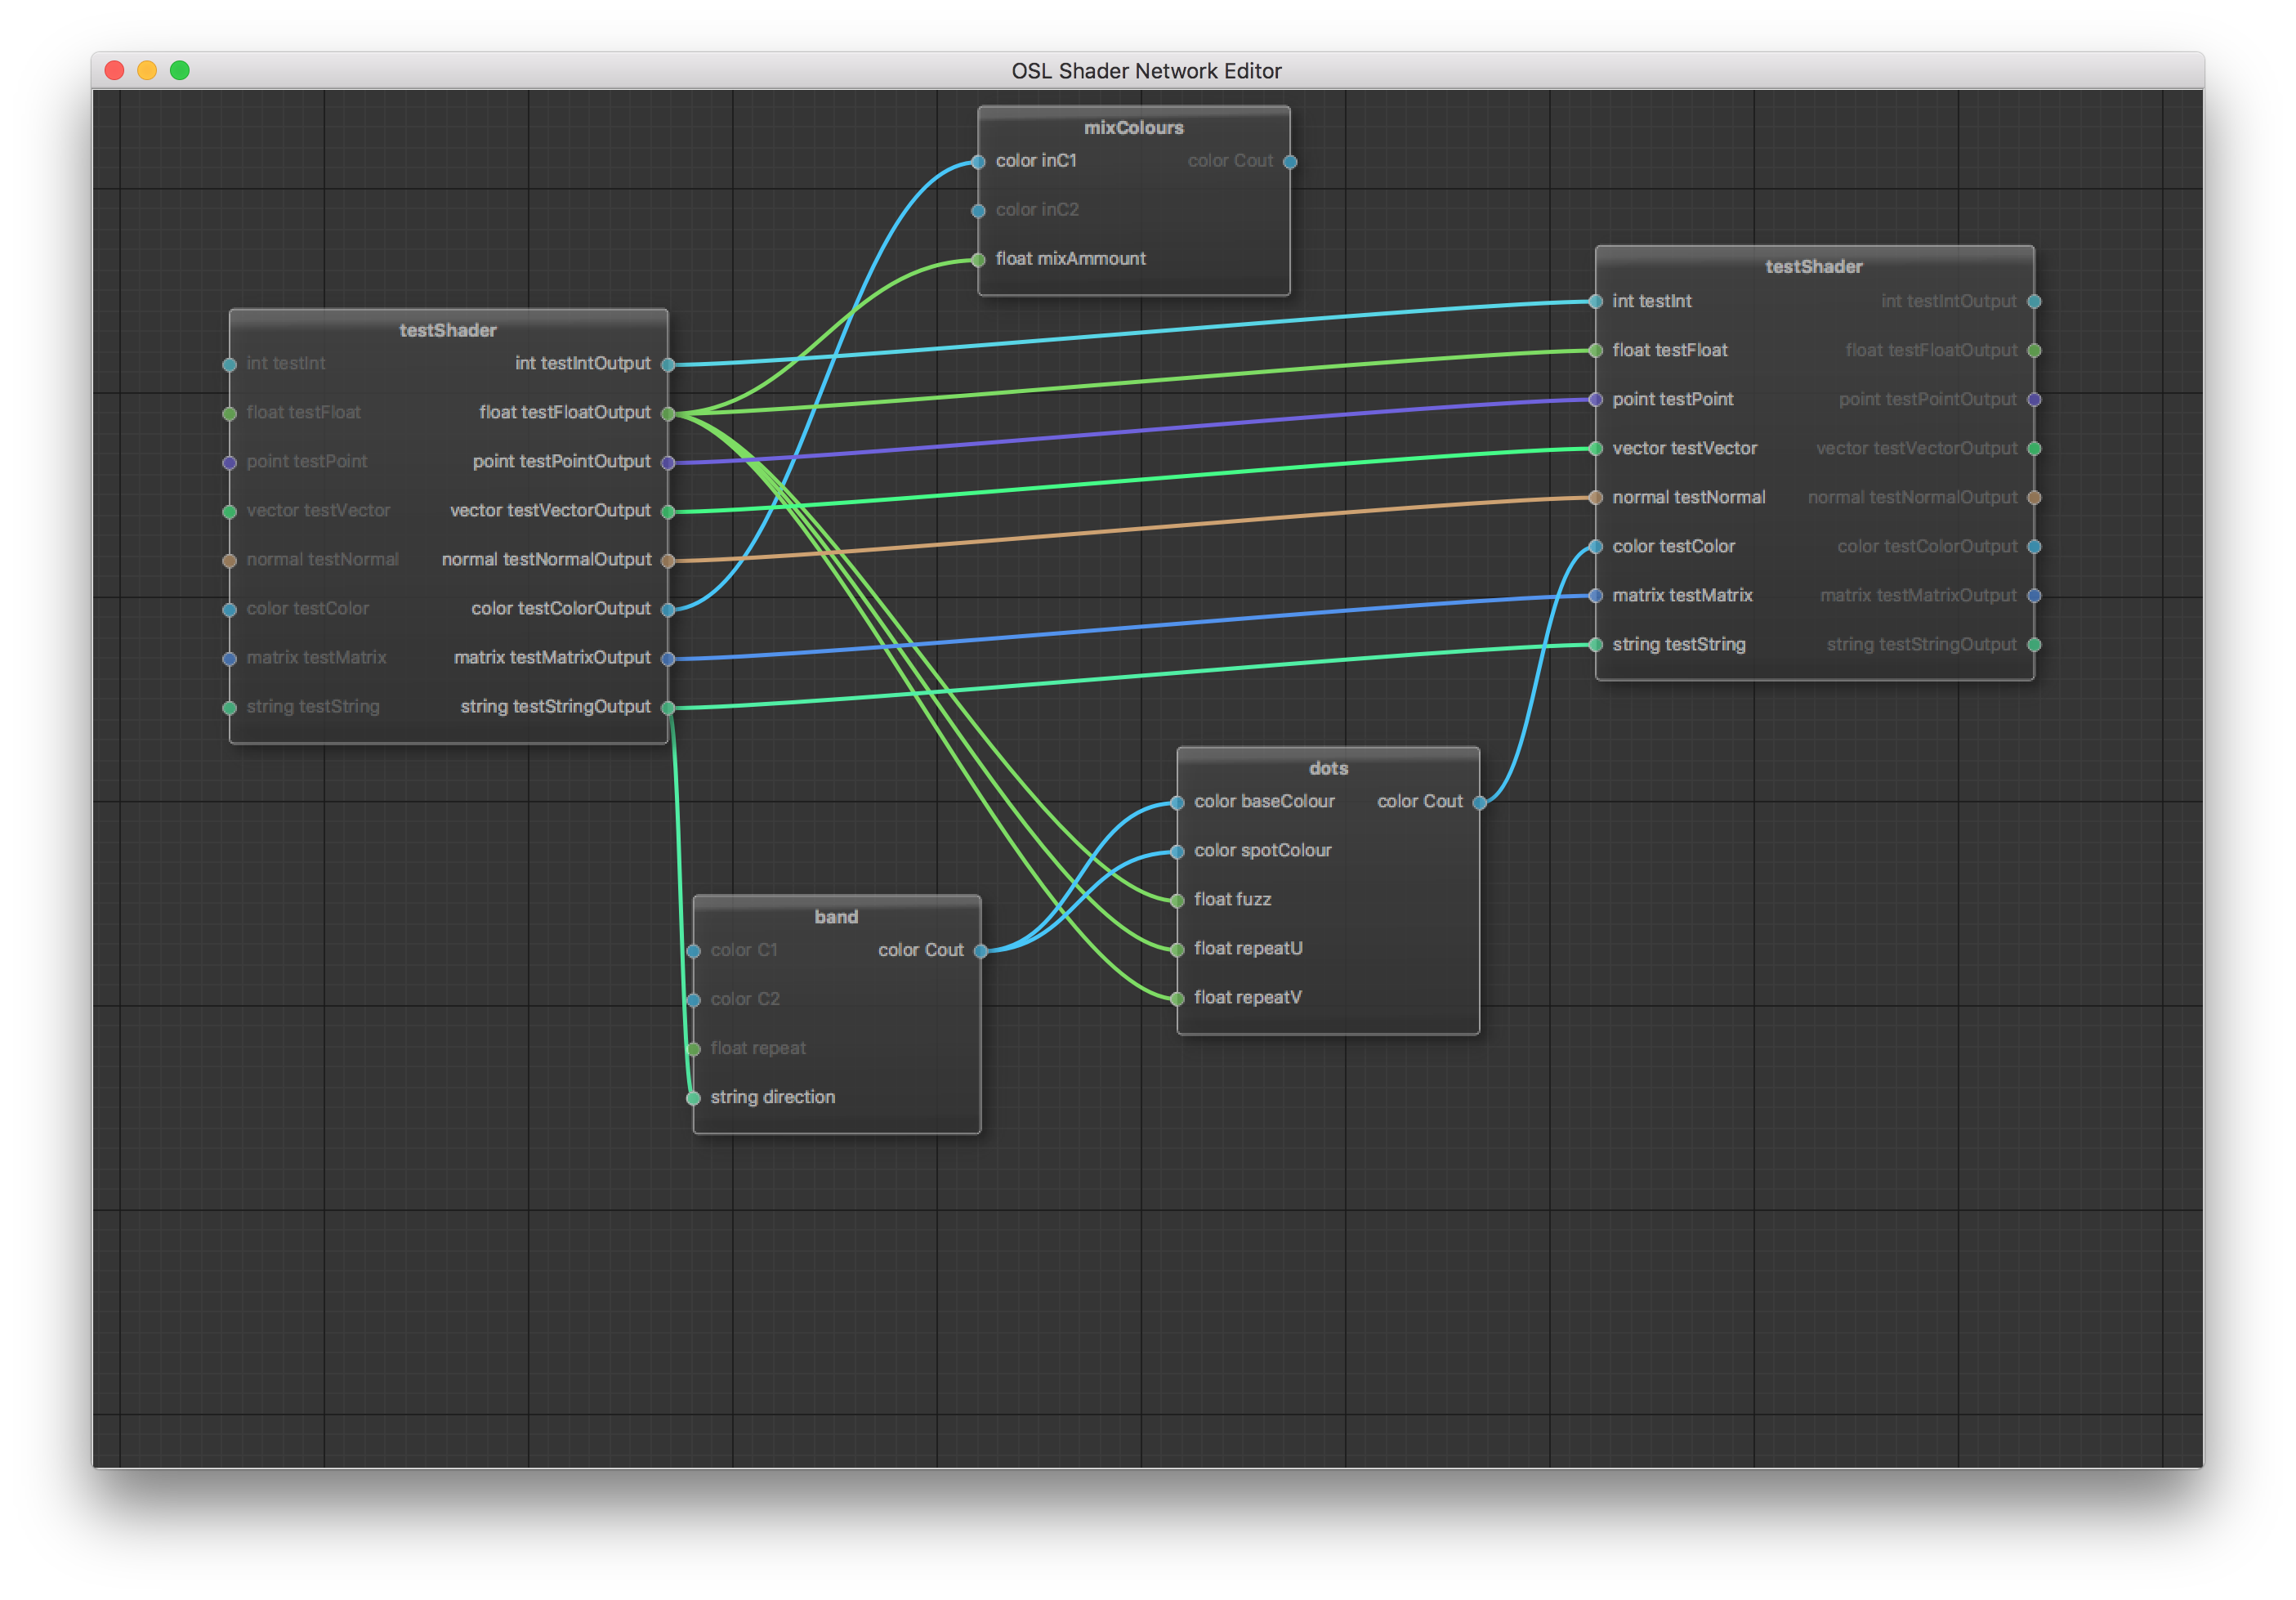 OSL Shader Network Editor
mixColours
color inC1 color Cout
color inC2
float mixAmmount
testShader
int testInt int testIntOutput
float testFloat float testFloatOutput
point testPoint point testPointOutput
vector testVector vector testVectorOutput
normal testNormal normal testNormalOutput
color testColor color testColorOutput
matrix testMatrix matrix testMatrixOutput
string testString string testStringOutput
testShader
int testInt int testIntOutput
float testFloat float testFloatOutput
point testPoint point testPointOutput
vector testVector vector testVectorOutput
normal testNormal normal testNormalOutput
color testColor color testColorOutput
matrix testMatrix matrix testMatrixOutput
string testString string testStringOutput
dots
color baseColour color Cout
color spotColour
float fuzz
float repeatU
float repeatV
band
color C1 color Cout
color C2
float repeat
string direction